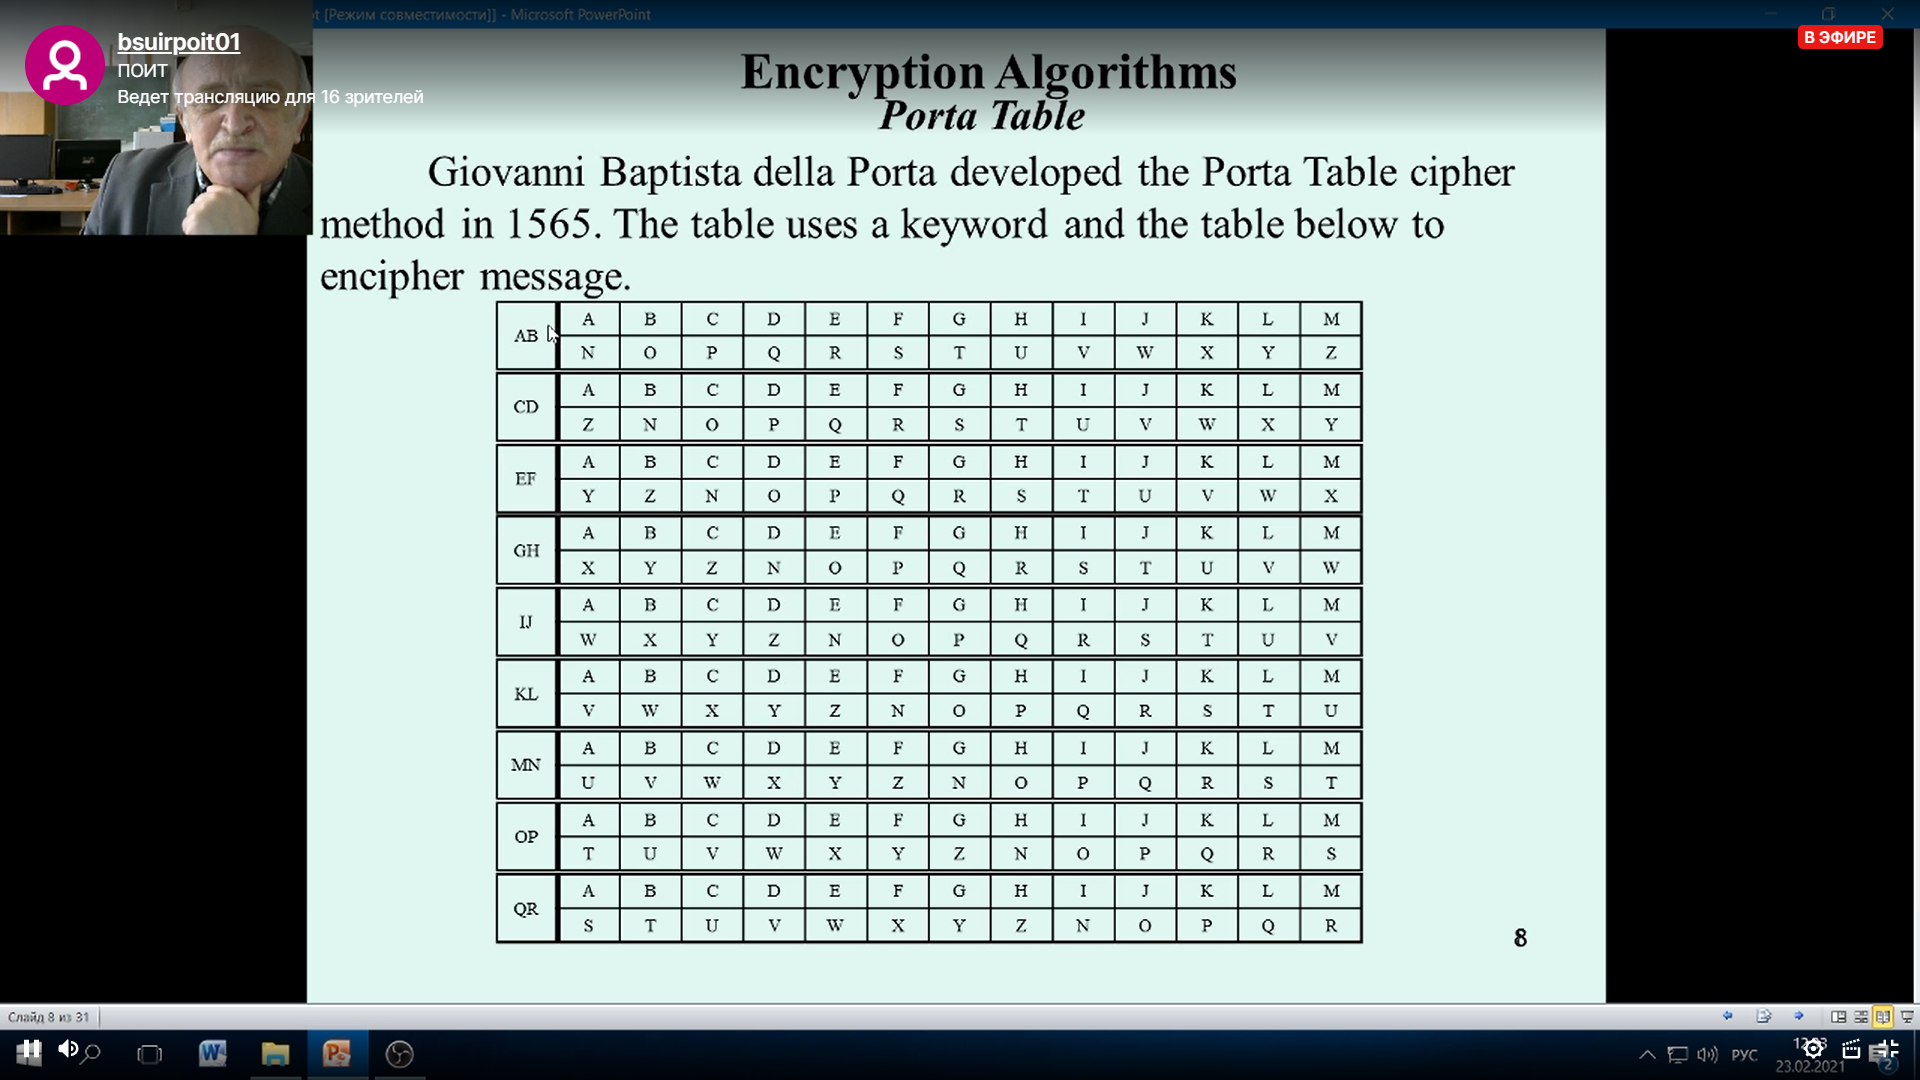 t [Режим совместимости]] - Microsoft PowerPoint
bsuirpoit01
ПОИТ
Ведет трансляцию для 16 зрителей
В ЭФИРЕ
Encryption Algorithms
Porta Table
Giovanni Baptista della Porta developed the Porta Table cipher
method in 1565. The table uses a keyword and the table below to
encipher message.
AB
A B C D E F G H I J K L M
N O P Q R S T U V W X Y Z
CD
A B C D E F G H I J K L M
Z N O P Q R S T U V W X Y
EF
A B C D E F G H I J K L M
Y Z N O P Q R S T U V W X
GH
A B C D E F G H I J K L M
X Y Z N O P Q R S T U V W
IJ
A B C D E F G H I J K L M
W X Y Z N O P Q R S T U V
KL
A B C D E F G H I J K L M
V W X Y Z N O P Q R S T U
MN
A B C D E F G H I J K L M
U V W X Y Z N O P Q R S T
OP
A B C D E F G H I J K L M
T U V W X Y Z N O P Q R S
QR
A B C D E F G H I J K L M
S T U V W X Y Z N O P Q R
8
Слайд 8 из 31
РУС
23.02.2021
2